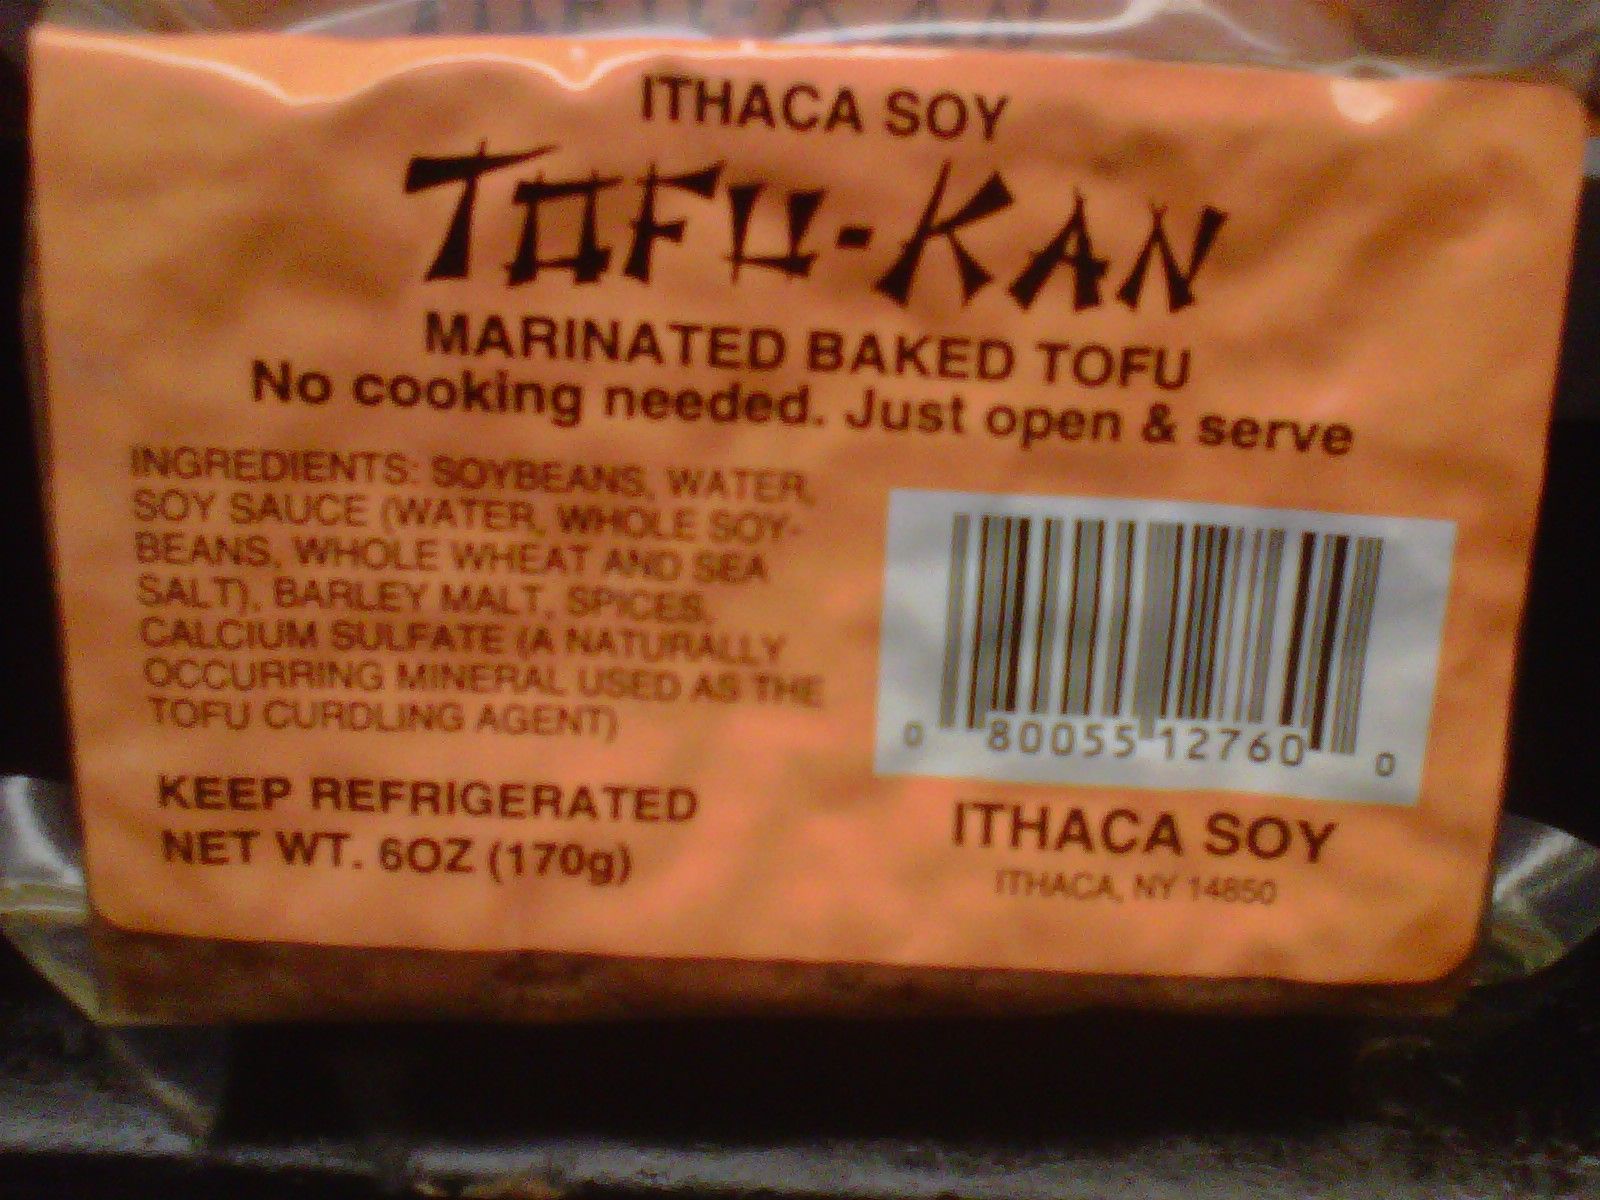 ITHACA SOY
TOFU-KAN
MARINATED BAKED TOFU
No cooking needed. Just open & serve
INGREDIENTS: SOYBEANS, WATER,
SOY SAUCE (WATER, WHOLE SOY-
BEANS, WHOLE WHEAT AND SEA
SALT), BARLEY MALT, SPICES,
CALCIUM SULFATE (A NATURALLY
OCCURRING MINERAL USED AS THE
TOFU CURDLING AGENT)
KEEP REFRIGERATED
NET WT. 6OZ (170g)
0 80055 12760 0
ITHACA SOY
ITHACA, NY 14850